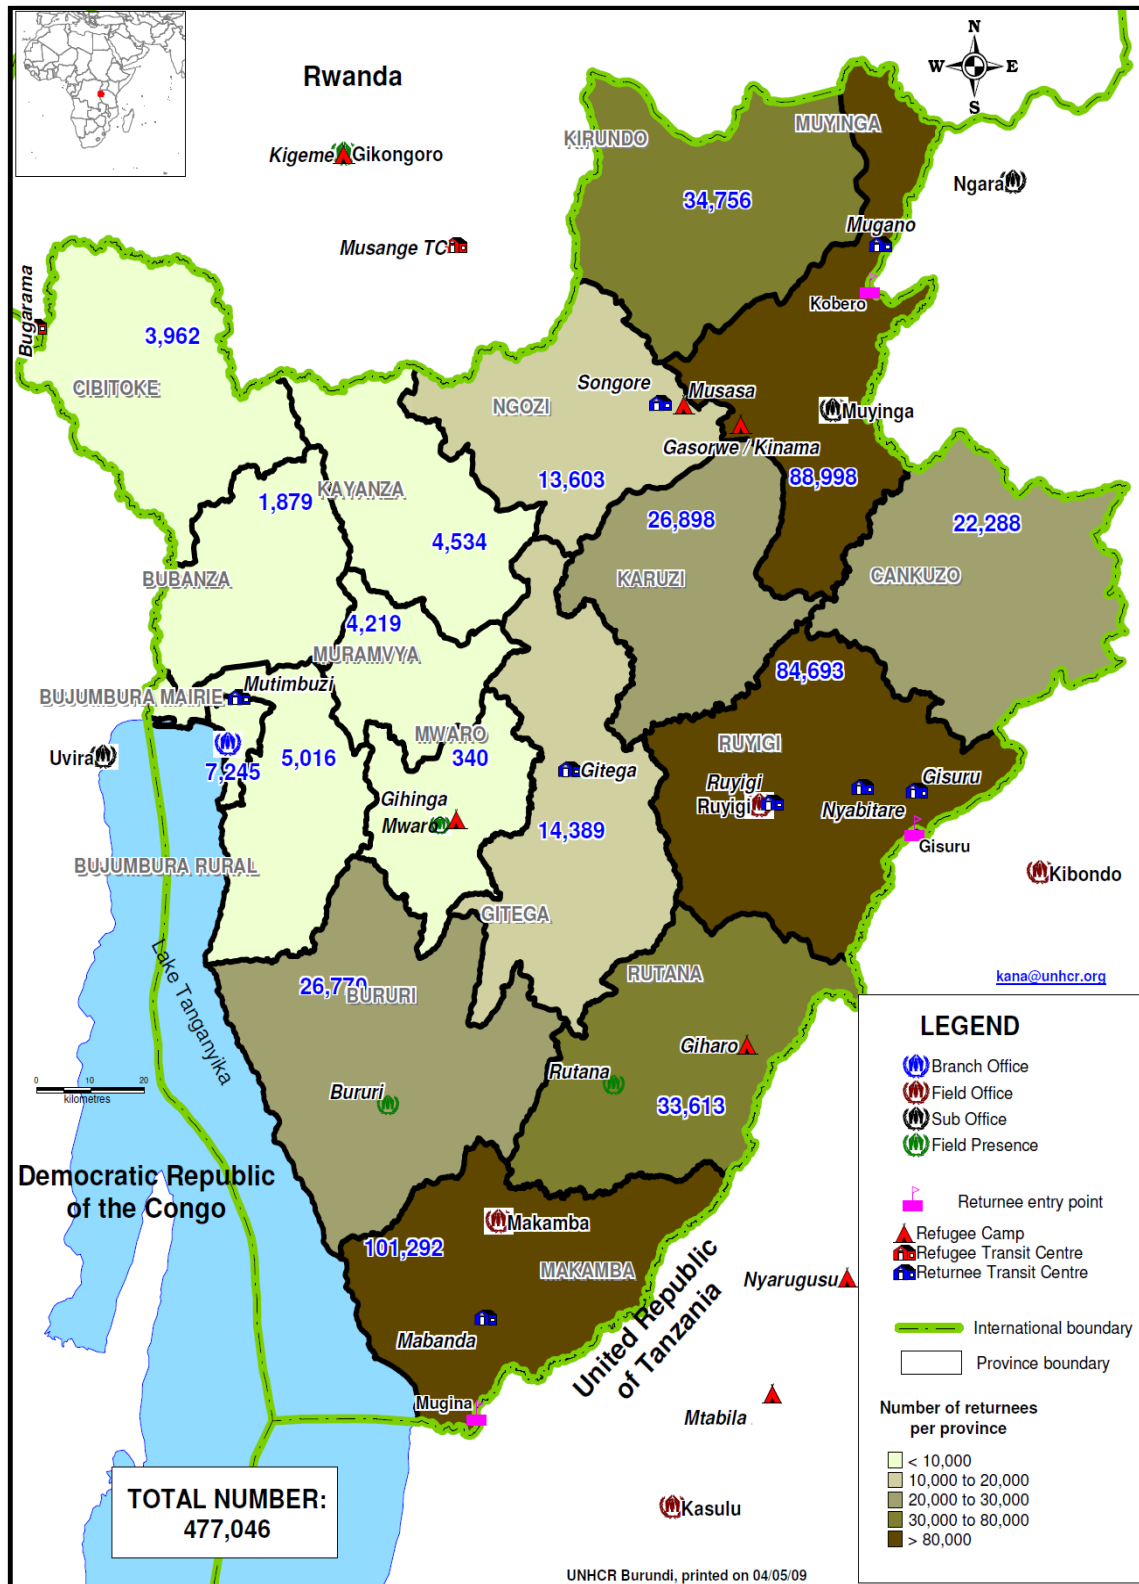 N
W E
S
Rwanda
KIRUNDO
MUYINGA
Kigeme
Gikongoro
Ngara
34,756
Mugano
Musange TC
Kobero
Bugarama
3,962
CIBITOKE
Songore
Musasa
NGOZI
Muyinga
Gasorwe / Kinama
KAYANZA
1,879
13,603
88,998
26,898
22,288
4,534
BUBANZA
KARUZI
CANKUZO
4,219
MURAMVYA
84,693
Mutimbuzi
BUJUMBURA MAIRIE
MWARO
RUYIGI
Uvira
5,016
340
7,245
Gitega
Gisuru
Ruyigi
Ruyigi
Nyabitare
Gihinga
Mwaro
14,389
Gisuru
BUJUMBURA RURAL
Kibondo
GITEGA
Lake Tanganyika
26,770
BURURI
RUTANA
kana@unhcr.org
Giharo
Rutana
Bururi
33,613
0 10 20
kilometres
Democratic Republic
of the Congo
Makamba
101,292
MAKAMBA
United Republic
of Tanzania
Nyarugusu
Mabanda
Mugina
Mtabila
Kasulu
TOTAL NUMBER:
477,046
UNHCR Burundi, printed on 04/05/09
LEGEND
Branch Office
Field Office
Sub Office
Field Presence
Returnee entry point
Refugee Camp
Refugee Transit Centre
Returnee Transit Centre
International boundary
Province boundary
Number of returnees
per province
< 10,000
10,000 to 20,000
20,000 to 30,000
30,000 to 80,000
> 80,000